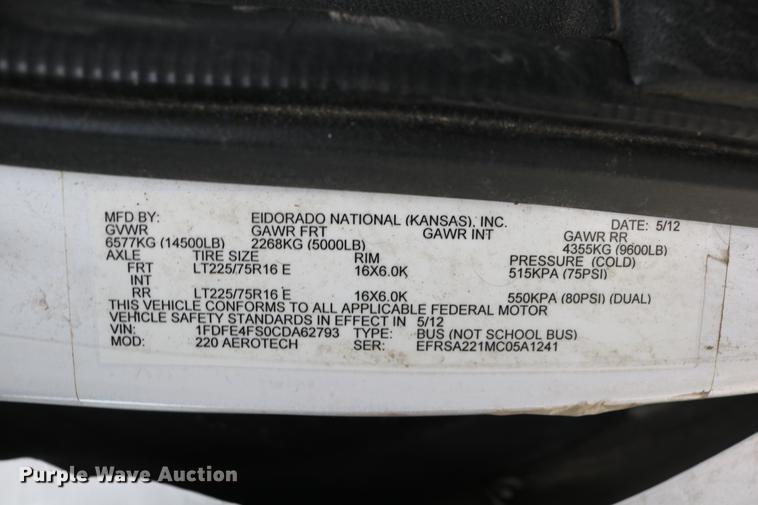 MFD BY: EIDORADO NATIONAL (KANSAS), INC. DATE: 5/12
GVWR GAWR FRT GAWR INT GAWR RR
6577KG (14500LB) 2268KG (5000LB) 4355KG (9600LB)
AXLE TIRE SIZE RIM PRESSURE (COLD)
FRT LT225/75R16 E 16X6.0K 515KPA (75PSI)
INT
RR LT225/75R16 E 16X6.0K 550KPA (80PSI) (DUAL)
THIS VEHICLE CONFORMS TO ALL APPLICABLE FEDERAL MOTOR
VEHICLE SAFETY STANDARDS IN EFFECT IN 5/12
VIN: 1FDFE4FS0CDA62793 TYPE: BUS (NOT SCHOOL BUS)
MOD: 220 AEROTECH SER: EFRSA221MC05A1241
Purple Wave Auction